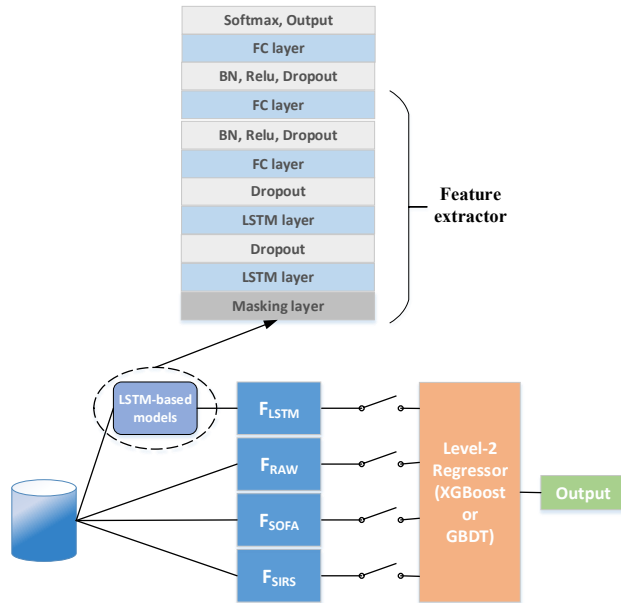 Softmax, Output
FC layer
BN, Relu, Dropout
FC layer
BN, Relu, Dropout
FC layer
Dropout
LSTM layer
Dropout
LSTM layer
Masking layer
Feature
extractor
LSTM-based
models
FLSTM
FRAW
FSOFA
FSIRS
Level-2
Regressor
(XGBoost
or
GBDT)
Output